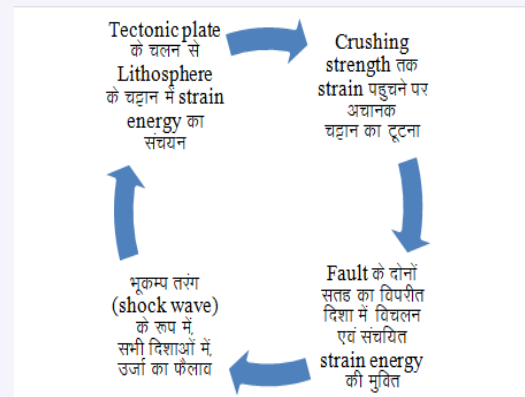 Tectonic plate
के चलन से
Lithosphere
के चट्टान में strain
energy का
संचयन
Crushing
strength तक
strain पहुचने पर
अचानक
चट्टान का टूटना
Fault के दोनों
सतह का विपरीत
दिशा में विचलन
एवं संचयित
strain energy
की मुक्ति
भूकम्प तरंग
(shock wave)
के रूप में,
सभी दिशाओं में,
उर्जा का फैलाव